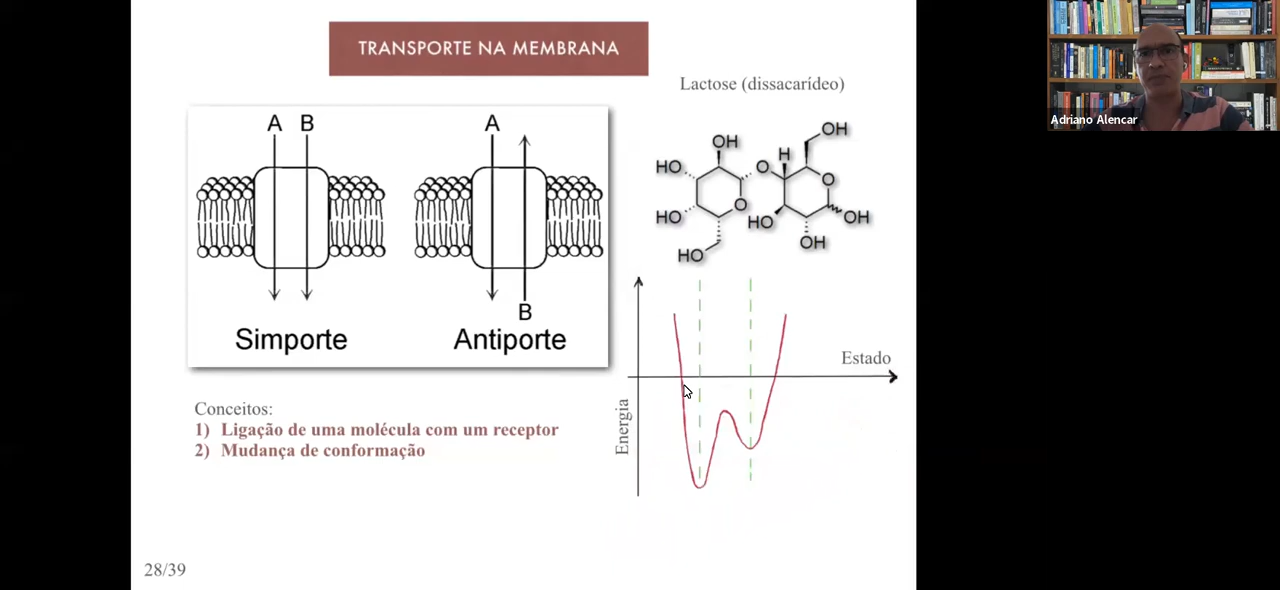 TRANSPORTE NA MEMBRANA
Lactose (dissacarídeo)
A B
A
B
Simporte
Antiporte
OH
HO
HO
HO
O
O
H
OH
O
HO
OH
OH
Estado
Energia
Conceitos:
1) Ligação de uma molécula com um receptor
2) Mudança de conformação
28/39
Adriano Alencar